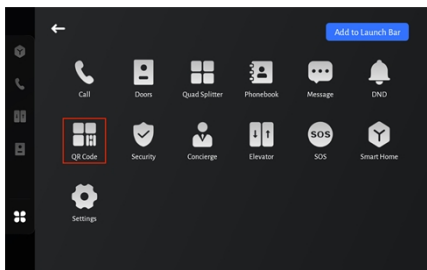 Add to Launch Bar
Call
Doors
Quad Splitter
Phonebook
Message
DND
QR Code
Security
Concierge
Elevator
SOS
SOS
Smart Home
Settings